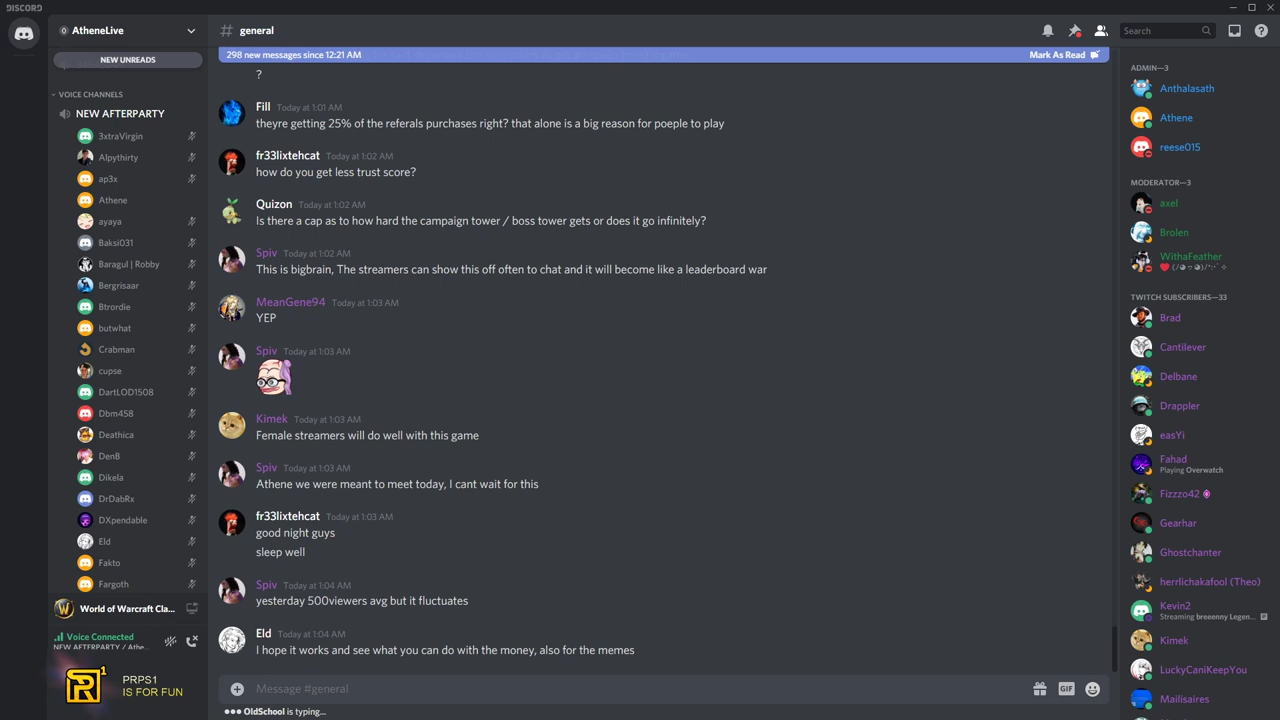 DISCORD
AtheneLive
NEW UNREADS
VOICE CHANNELS
NEW AFTERPARTY
3xtraVirgin
Alpythirty
ap3x
Athene
ayaya
Baksi031
Baragul | Robby
Bergrisaar
Btrordie
butwhat
Crabman
cupse
DartLOD1508
Dbm458
Deathica
DenB
Dikela
DrDabRx
DXpendable
Eld
Fakto
Fargoth
World of Warcraft Cla...
Voice Connected
NEW AFTERPARTY / Athe...
PRPS1
IS FOR FUN
# general
Search
298 new messages since 12:21 AM
Mark As Read
?
Fill Today at 1:01 AM
theyre getting 25% of the referals purchases right? that alone is a big reason for poeple to play
fr33lixtehcat Today at 1:02 AM
how do you get less trust score?
Quizon Today at 1:02 AM
Is there a cap as to how hard the campaign tower / boss tower gets or does it go infinitely?
Spiv Today at 1:02 AM
This is bigbrain, The streamers can show this off often to chat and it will become like a leaderboard war
MeanGene94 Today at 1:03 AM
YEP
Spiv Today at 1:03 AM
Kimek Today at 1:03 AM
Female streamers will do well with this game
Spiv Today at 1:03 AM
Athene we were meant to meet today, I cant wait for this
fr33lixtehcat Today at 1:03 AM
good night guys
sleep well
Spiv Today at 1:04 AM
yesterday 500viewers avg but it fluctuates
Eld Today at 1:04 AM
I hope it works and see what you can do with the money, also for the memes
Message #general
GIF
OldSchool is typing...
ADMIN—3
Anthalasath
Athene
reese015
MODERATOR—3
axel
Brolen
WithaFeather
TWITCH SUBSCRIBERS—33
Brad
Cantilever
Delbane
Drappler
easYi
Fahad
Playing Overwatch
Fizzzo42
Gearhar
Ghostchanter
herrlichakafool (Theo)
Kevin2
Streaming breeenny Legen...
Kimek
LuckyCaniKeepYou
Mailisaires